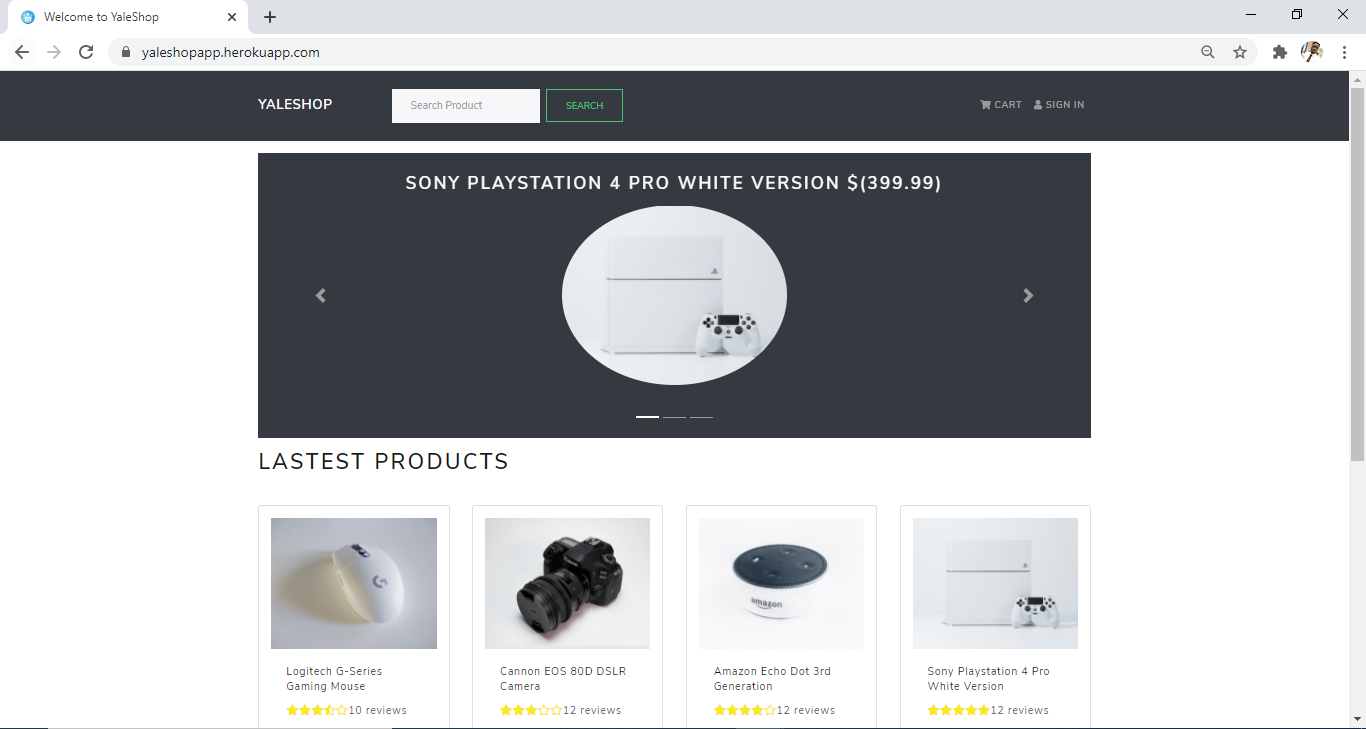 Welcome to YaleShop
yaleshopapp.herokuapp.com
YALESHOP
Search Product
SEARCH
CART
SIGN IN
SONY PLAYSTATION 4 PRO WHITE VERSION $(399.99)
LASTEST PRODUCTS
amazon
Logitech G-Series
Gaming Mouse
10 reviews
Cannon EOS 80D DSLR
Camera
12 reviews
Amazon Echo Dot 3rd
Generation
12 reviews
Sony Playstation 4 Pro
White Version
12 reviews